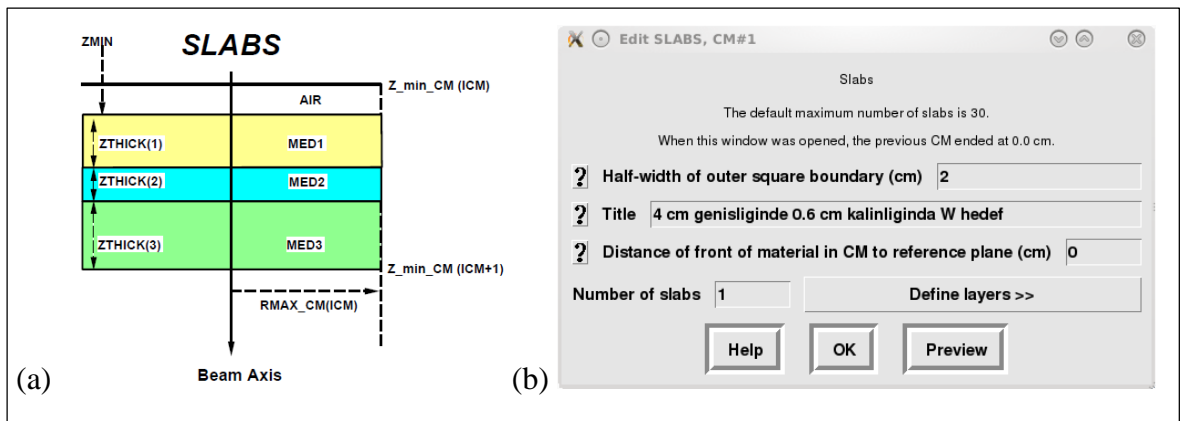 ZMIN
SLABS
Z_min_CM (ICM)
AIR
ZTHICK(1)
MED1
ZTHICK(2)
MED2
ZTHICK(3)
MED3
Z_min_CM (ICM+1)
RMAX_CM(ICM)
Beam Axis
(a)
Edit SLABS, CM#1
Slabs
The default maximum number of slabs is 30.
When this window was opened, the previous CM ended at 0.0 cm.
? Half-width of outer square boundary (cm) 2
? Title 4 cm genisliginde 0.6 cm kalinliginda W hedef
? Distance of front of material in CM to reference plane (cm) 0
Number of slabs 1 Define layers >>
Help OK Preview
(b)